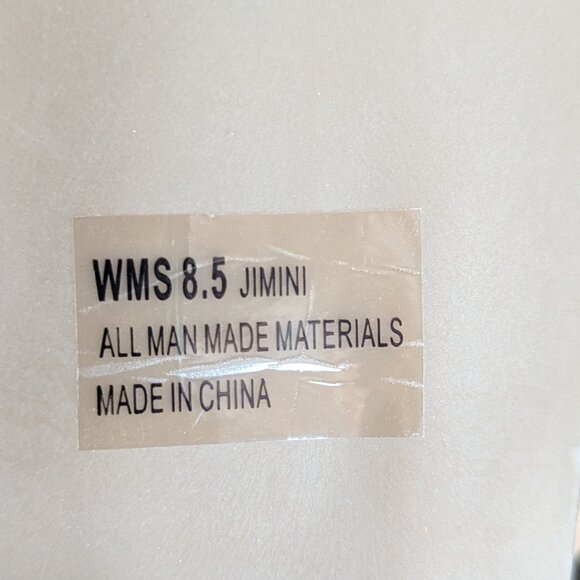 WMS 8.5 JIMINI
ALL MAN MADE MATERIALS
MADE IN CHINA